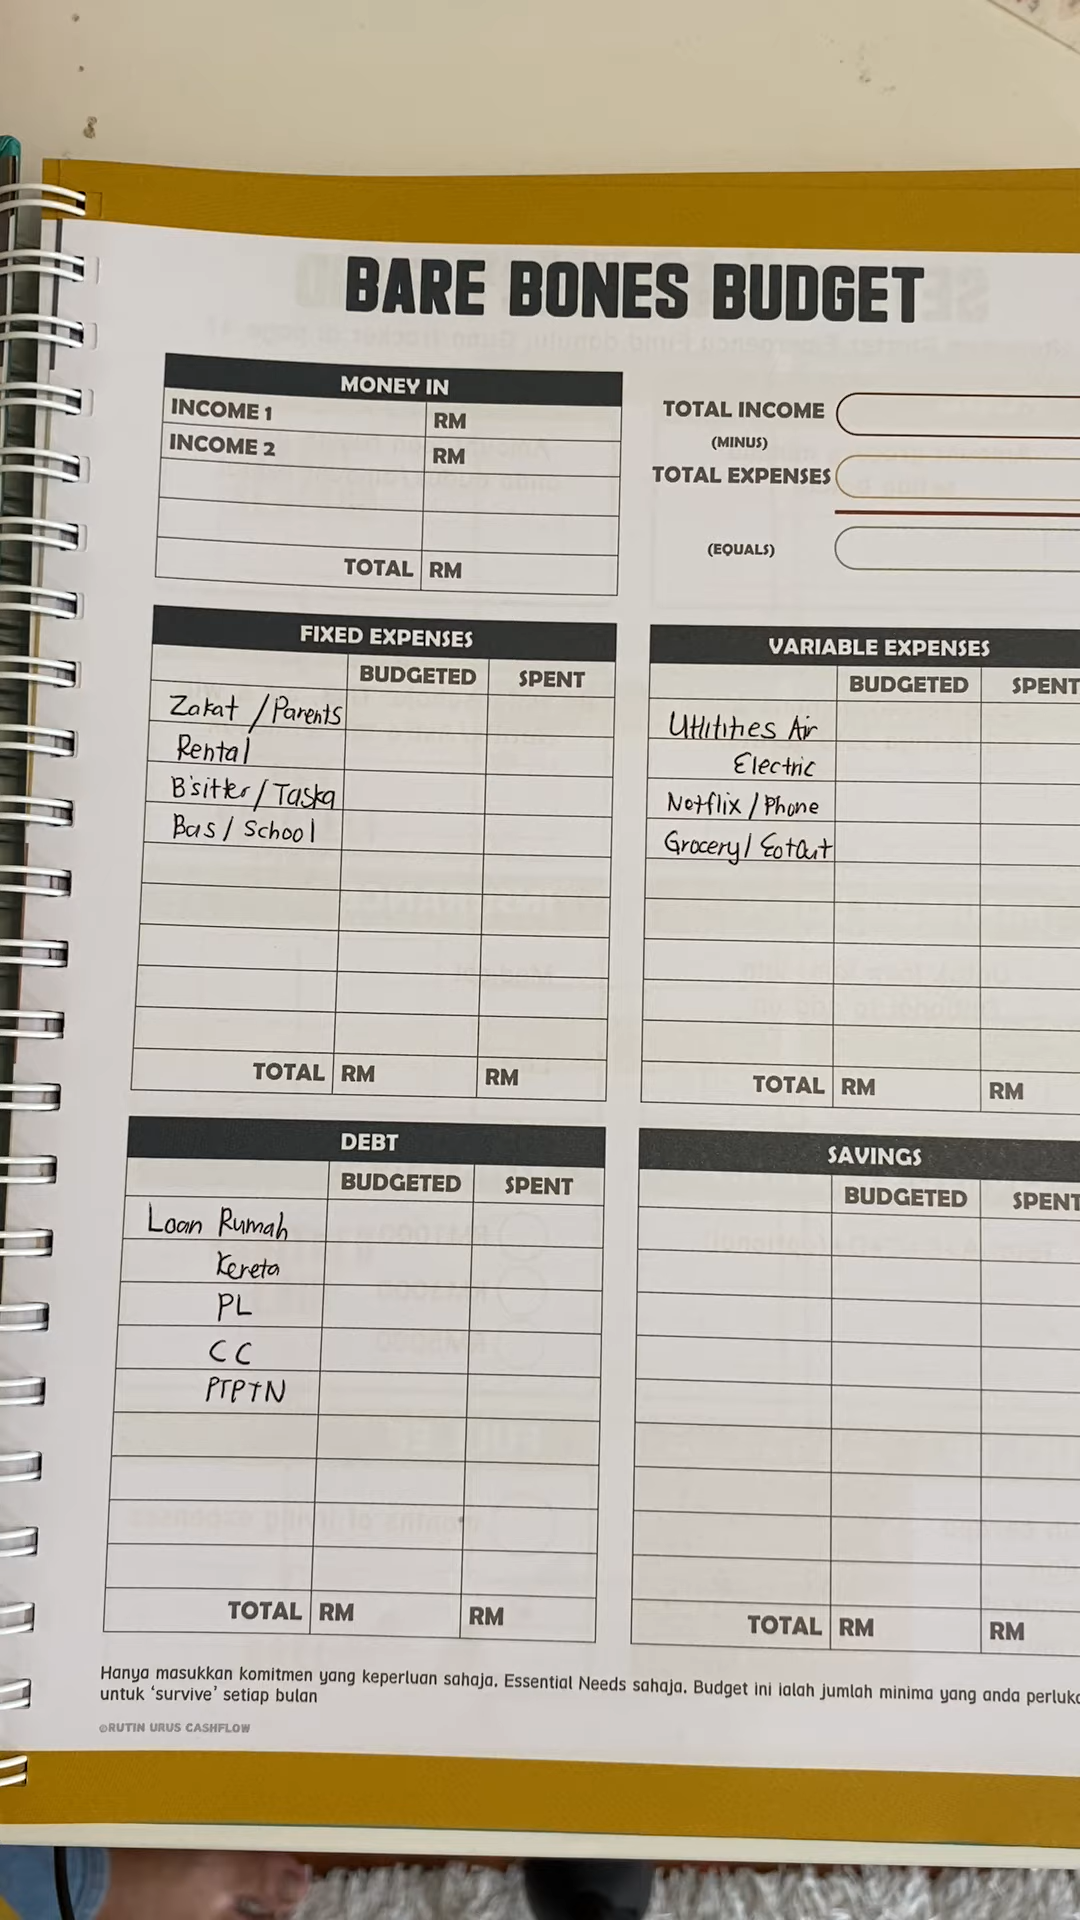 BARE BONES BUDGET
MONEY IN
INCOME 1 RM
INCOME 2 RM
TOTAL RM
TOTAL INCOME
(MINUS)
TOTAL EXPENSES
(EQUALS)
FIXED EXPENSES
BUDGETED SPENT
Zakat / Parents
Rental
B'sitter / Taska
Bas / School
TOTAL RM RM
VARIABLE EXPENSES
BUDGETED SPENT
Utilities Air
Electric
Netflix / Phone
Grocery / Eatout
TOTAL RM RM
DEBT
BUDGETED SPENT
Loan Rumah
Kereta
PL
CC
PTPTN
TOTAL RM RM
SAVINGS
BUDGETED SPENT
TOTAL RM RM
Hanya masukkan komitmen yang keperluan sahaja. Essential Needs sahaja. Budget ini ialah jumlah minima yang anda
untuk 'survive' setiap bulan
©RUTIN URUS CASHFLOW